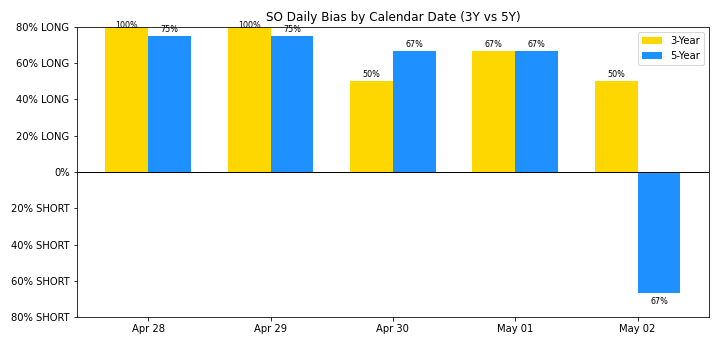 SO Daily Bias by Calendar Date (3Y vs 5Y)
80% LONG
60% LONG
40% LONG
20% LONG
0%
20% SHORT
40% SHORT
60% SHORT
80% SHORT
100%
75%
100%
75%
50%
67%
67%
67%
50%
67%
3-Year
5-Year
Apr 28
Apr 29
Apr 30
May 01
May 02